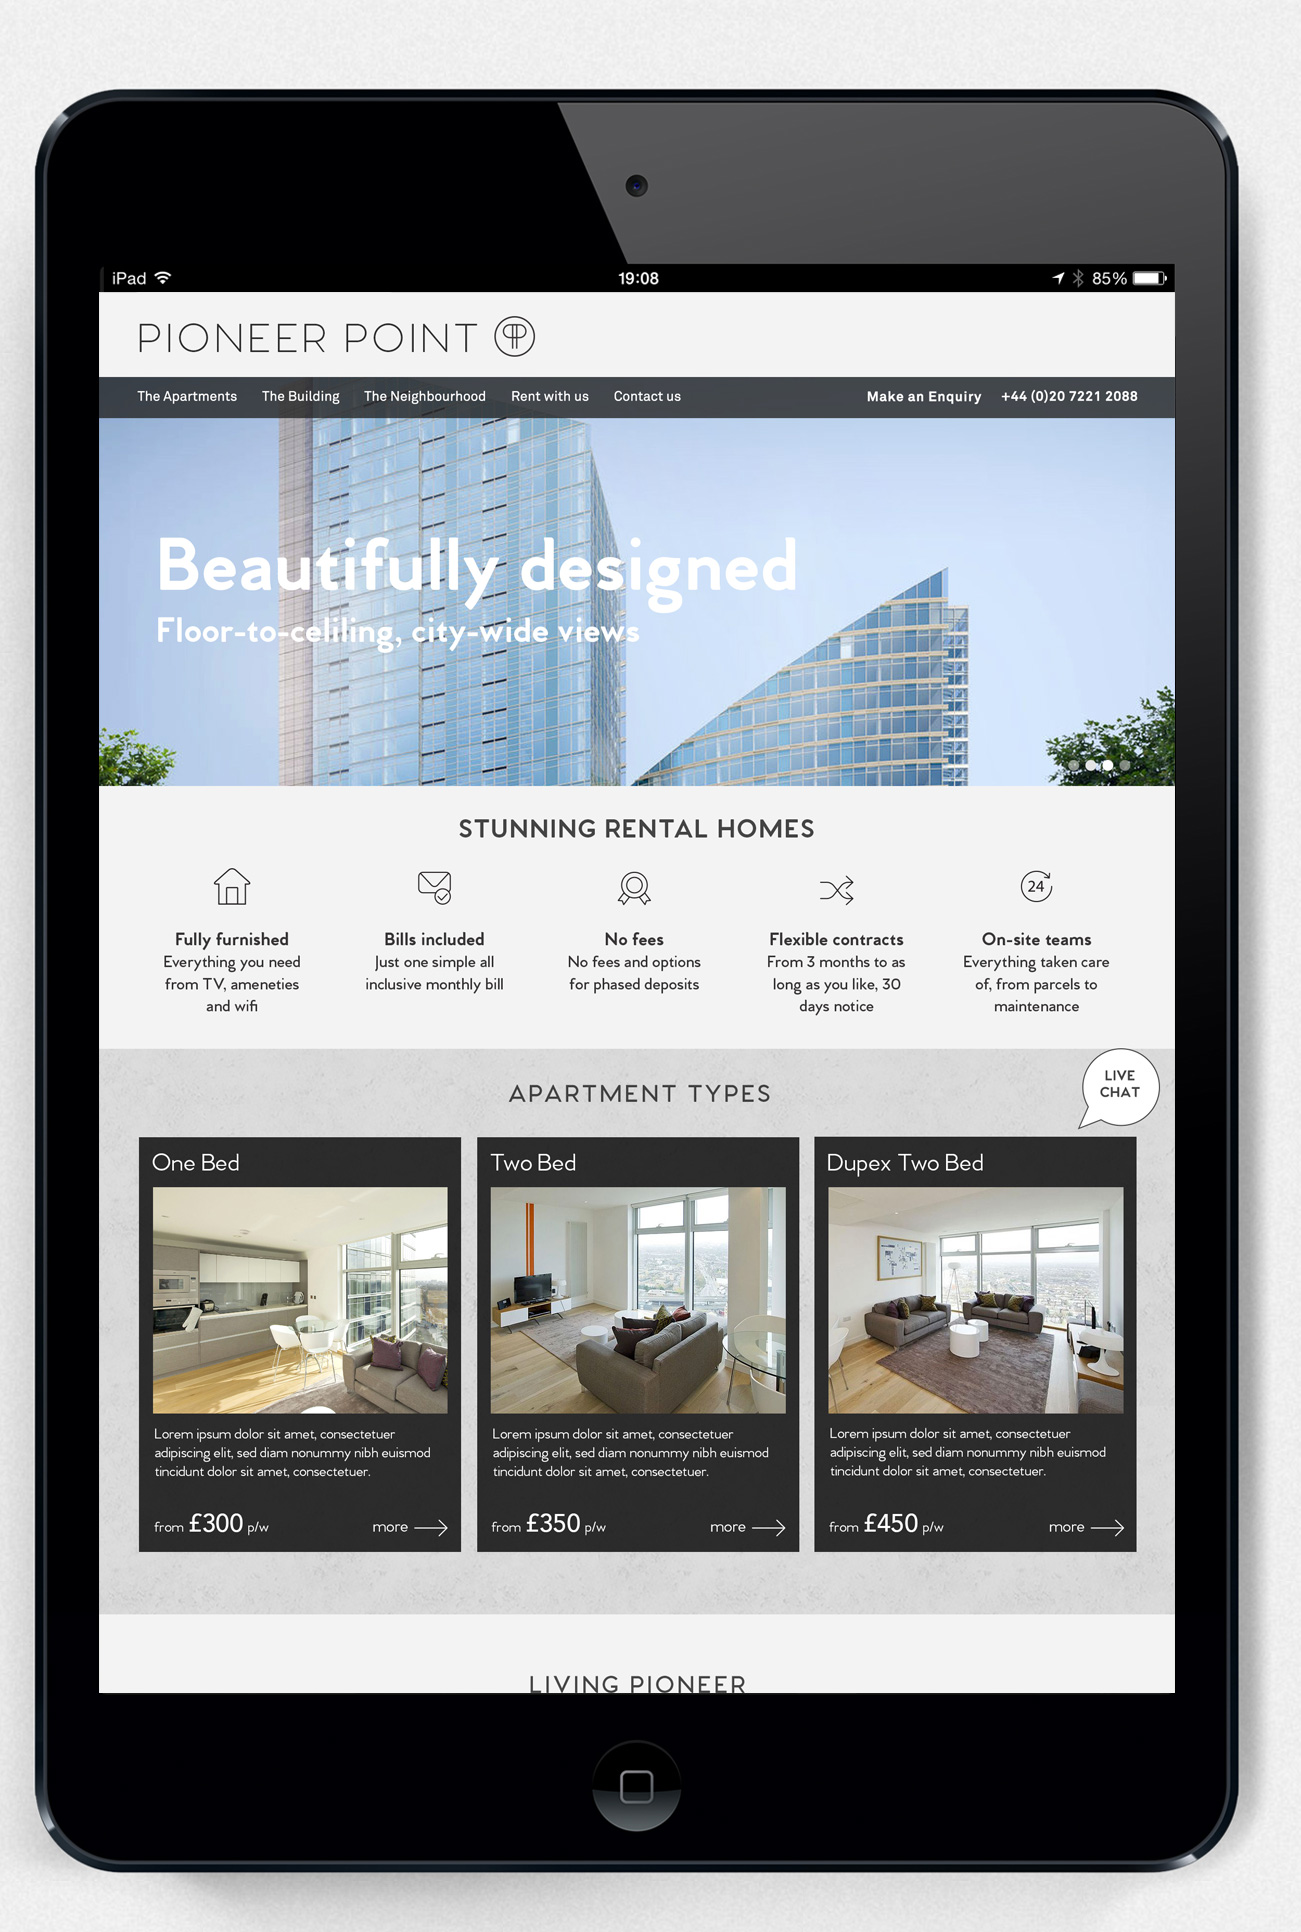 iPad 19:08 85%
PIONEER POINT
The Apartments The Building The Neighbourhood Rent with us Contact us Make an Enquiry +44 (0)20 7221 2088
Beautifully designed
Floor-to-celiling, city-wide views
STUNNING RENTAL HOMES
24
Fully furnished
Everything you need
from TV, ameneties
and wifi
Bills included
Just one simple all
inclusive monthly bill
No fees
No fees and options
for phased deposits
Flexible contracts
From 3 months to as
long as you like, 30
days notice
On-site teams
Everything taken care
of, from parcels to
maintenance
LIVE
CHAT
APARTMENT TYPES
One Bed
Lorem ipsum dolor sit amet, consectetuer
adipiscing elit, sed diam nonummy nibh euismod
tincidunt dolor sit amet, consectetuer.
from £300 p/w more
Two Bed
Lorem ipsum dolor sit amet, consectetuer
adipiscing elit, sed diam nonummy nibh euismod
tincidunt dolor sit amet, consectetuer.
from £350 p/w more
Dupex Two Bed
Lorem ipsum dolor sit amet, consectetuer
adipiscing elit, sed diam nonummy nibh euismod
tincidunt dolor sit amet, consectetuer.
from £450 p/w more
LIVING PIONEER